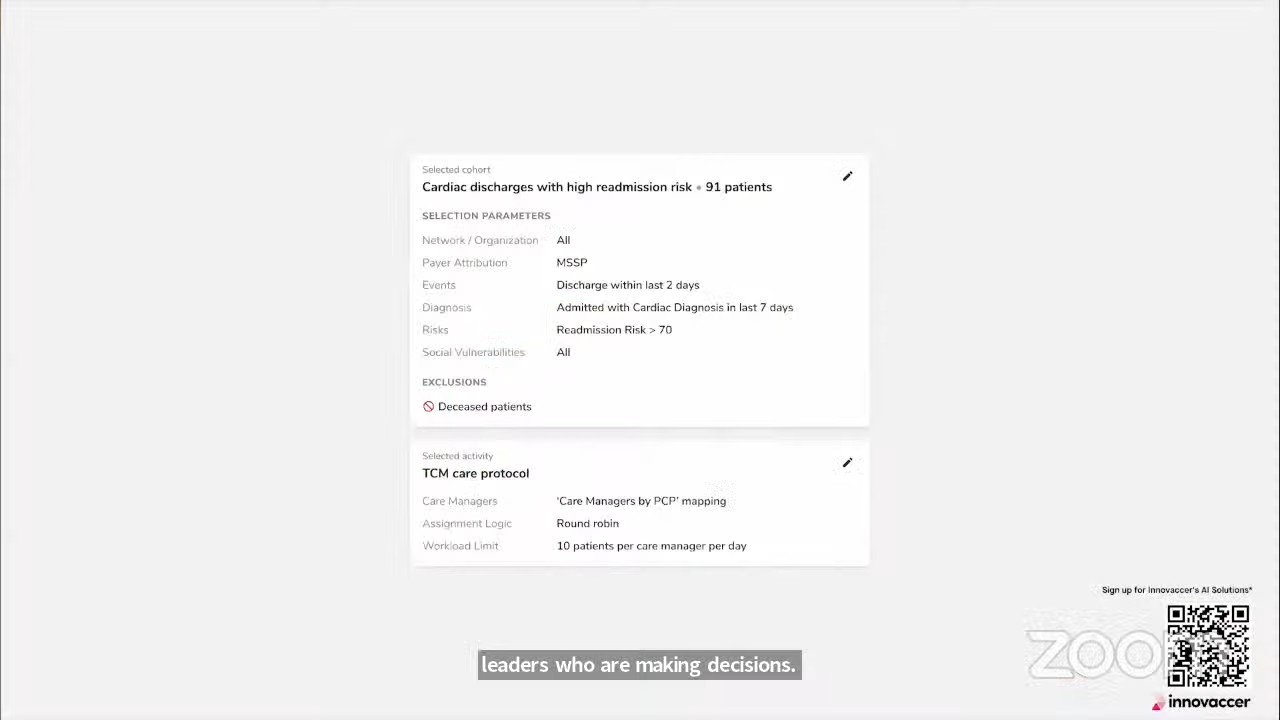 Selected cohort
Cardiac discharges with high readmission risk • 91 patients
SELECTION PARAMETERS
Network / Organization All
Payer Attribution MSSP
Events Discharge within last 2 days
Diagnosis Admitted with Cardiac Diagnosis in last 7 days
Risks Readmission Risk > 70
Social Vulnerabilities All
EXCLUSIONS
Deceased patients
Selected activity
TCM care protocol
Care Managers ‘Care Managers by PCP’ mapping
Assignment Logic Round robin
Workload Limit 10 patients per care manager per day
Sign up for Innovaccer's AI Solutions*
leaders who are making decisions.
zoom
innovaccer